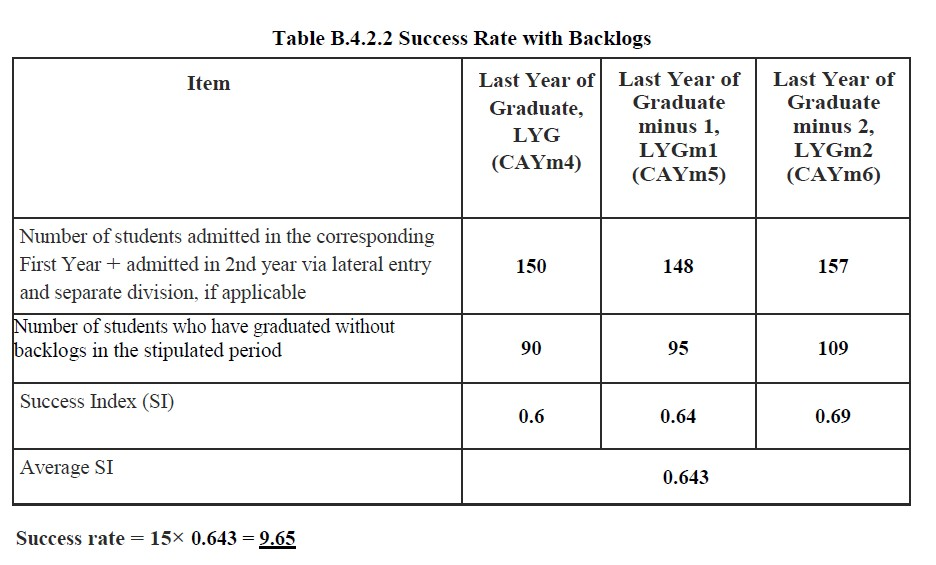 Table B.4.2.2 Success Rate with Backlogs
Item
Last Year of
Graduate,
LYG
(CAYm4)
Last Year of
Graduate
minus 1,
LYGm1
(CAYm5)
Last Year of
Graduate
minus 2,
LYGm2
(CAYm6)
Number of students admitted in the corresponding
First Year + admitted in 2nd year via lateral entry
and separate division, if applicable
150
148
157
Number of students who have graduated without
backlogs in the stipulated period
90
95
109
Success Index (SI)
0.6
0.64
0.69
Average SI
0.643
Success rate = 15× 0.643 = 9.65